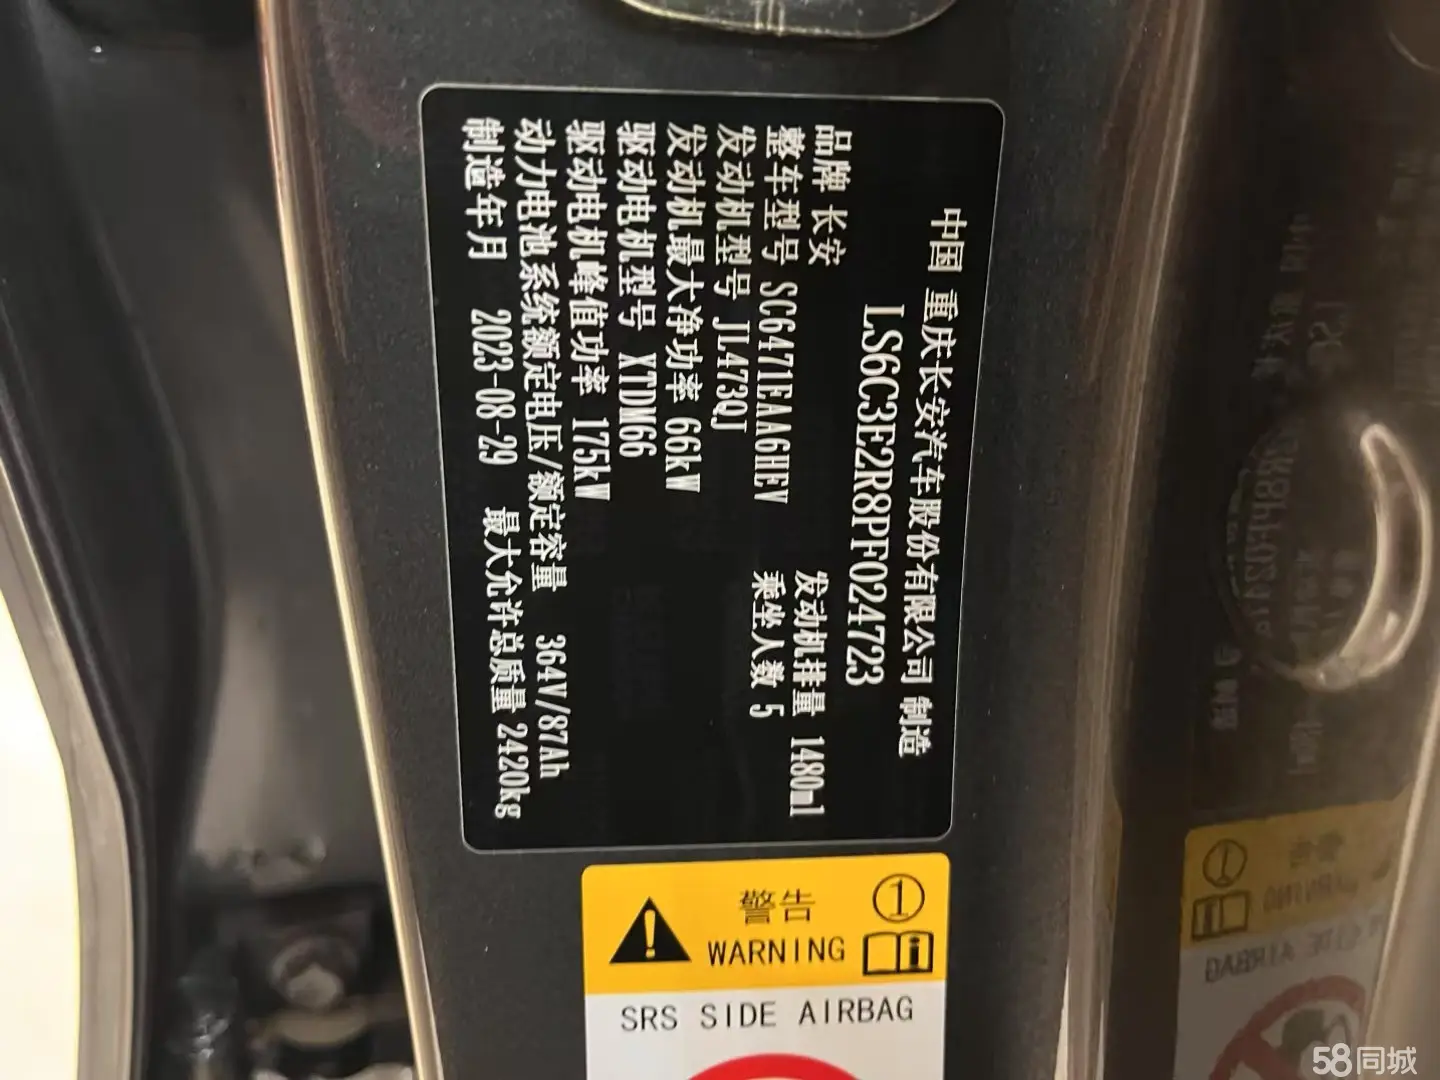 中国 重庆长安汽车股份有限公司 制造
LS6C3E2R8PF024723
品牌 长安 发动机排量 1480ml
整车型号 SC6471EAA6HEV 乘坐人数 5
发动机型号 JL473QJ
发动机最大净功率 66kW
驱动电机型号 XTDM66
驱动电机峰值功率 175kW
动力电池系统额定电压/额定容量 364V/87Ah
制造年月 2023-08-29 最大允许总质量 2420kg
警告 1
WARNING i
SRS SIDE AIRBAG
58同城